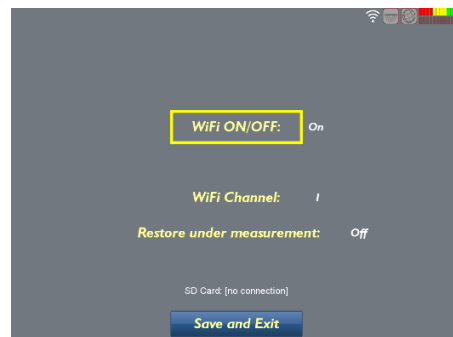 WiFi ON/OFF: On
WiFi Channel: 1
Restore under measurement: Off
SD Card: [no connection]
Save and Exit